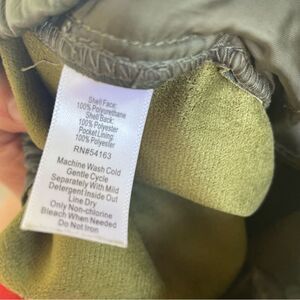 Shell Face:
100% Polyurethane
Shell Back:
100% Polyester
Pocket Lining:
100% Polyester
RN#54163
Machine Wash Cold
Gentle Cycle
Separately With Mild
Detergent Inside Out
Line Dry
Only Non-chlorine
Bleach When Needed
Do Not Iron